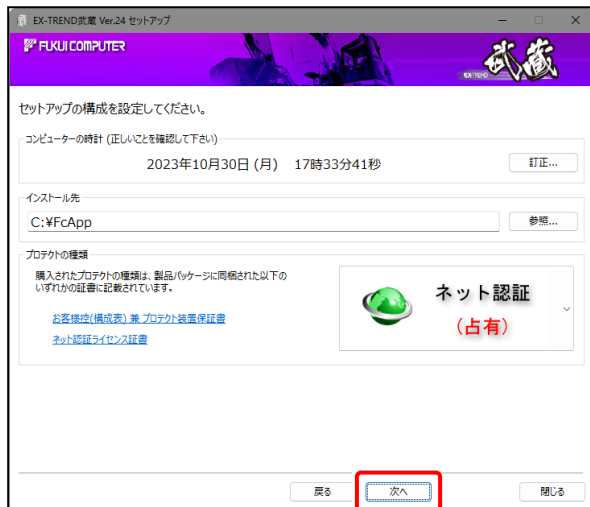 EX-TREND武蔵 Ver.24 セットアップ
FUKUI COMPUTER
EX-TREND 武蔵
セットアップの構成を設定してください。
コンピューターの時計 (正しいことを確認して下さい)
2023年10月30日 (月) 17時33分41秒
訂正...
インストール先
C:¥FcApp
参照...
プロテクトの種類
購入されたプロテクトの種類は、製品パッケージに同梱された以下の
いずれかの証書に記載されています。
ネット認証
(占有)
お客様控(構成表) 兼 プロテクト装置保証書
ネット認証ライセンス証書
戻る
次へ
閉じる